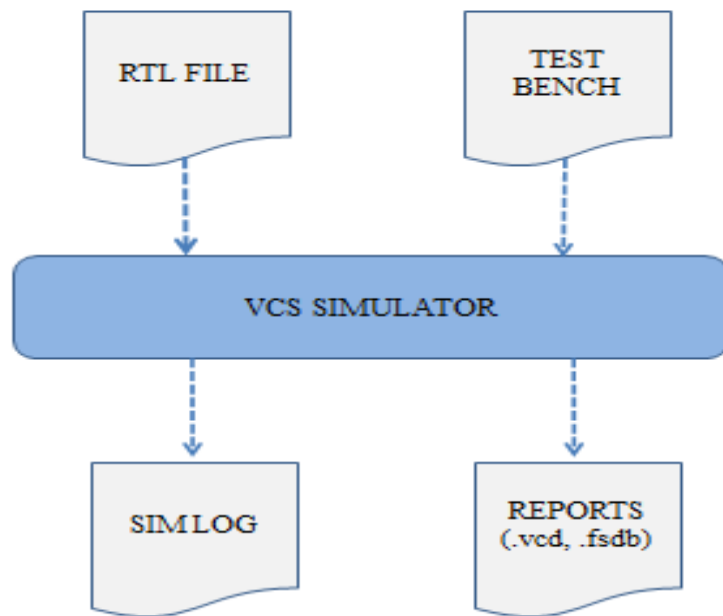 RTL FILE
TEST
BENCH
VCS SIMULATOR
SIM LOG
REPORTS
(.vcd, .fsdb)